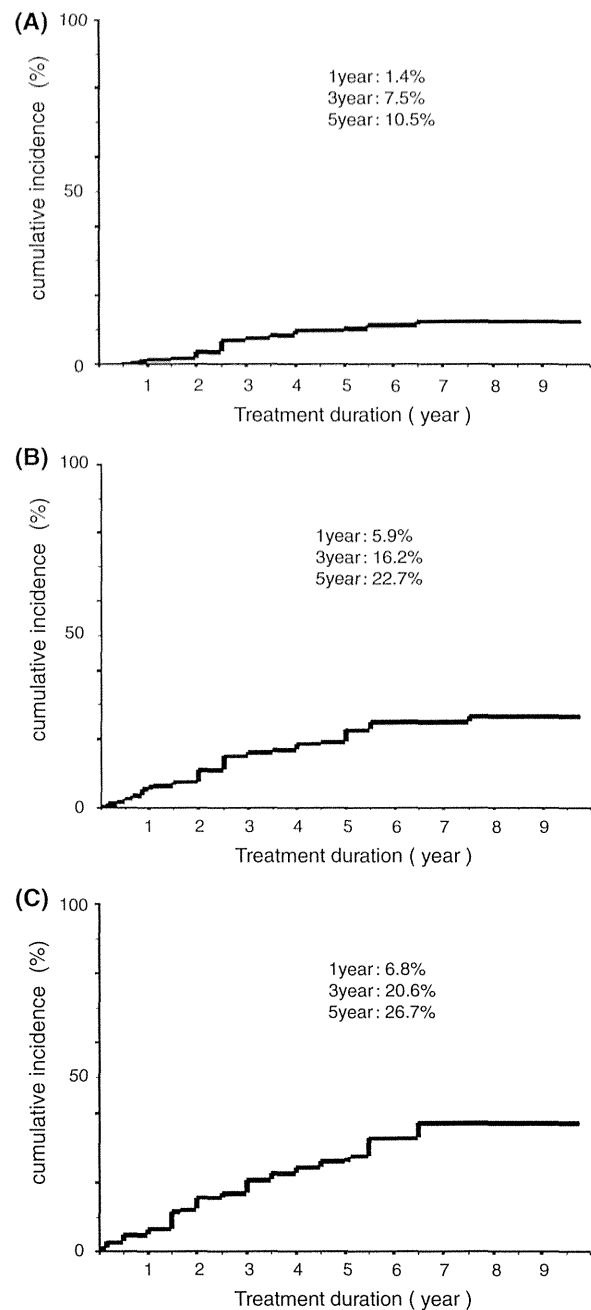 (A)
100
50
0
cumulative incidence (%)
1year: 1.4%
3year: 7.5%
5year: 10.5%
1 2 3 4 5 6 7 8 9
Treatment duration ( year )
(B)
100
50
0
cumulative incidence (%)
1year: 5.9%
3year: 16.2%
5year: 22.7%
1 2 3 4 5 6 7 8 9
Treatment duration ( year )
(C)
100
50
0
cumulative incidence (%)
1year: 6.8%
3year: 20.6%
5year: 26.7%
1 2 3 4 5 6 7 8 9
Treatment duration ( year )